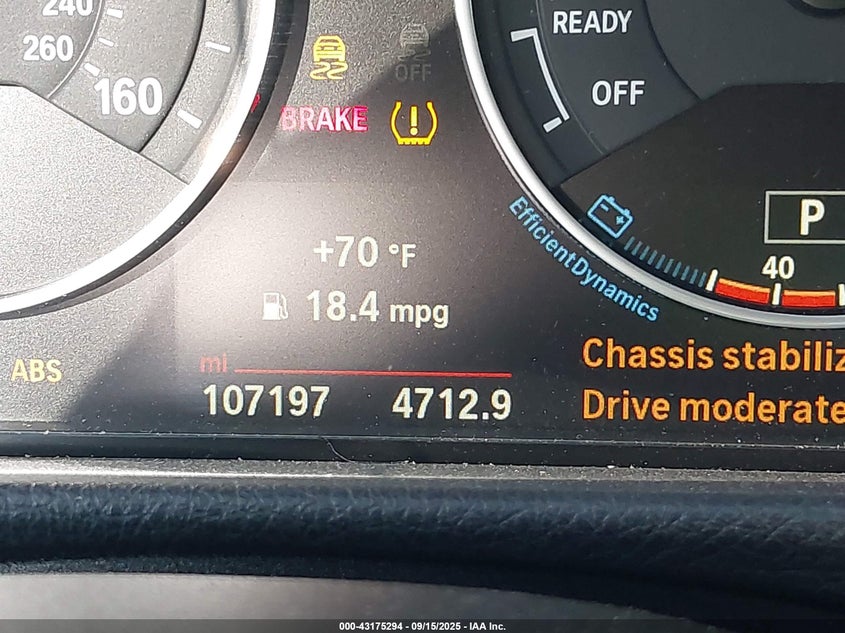 240
260
160
OFF
BRAKE
READY
OFF
P
40
EfficientDynamics
+70 °F
18.4 mpg
ABS
mi
107197 4712.9
Chassis stabiliz
Drive moderate
000-43175294 - 09/15/2025 - IAA Inc.